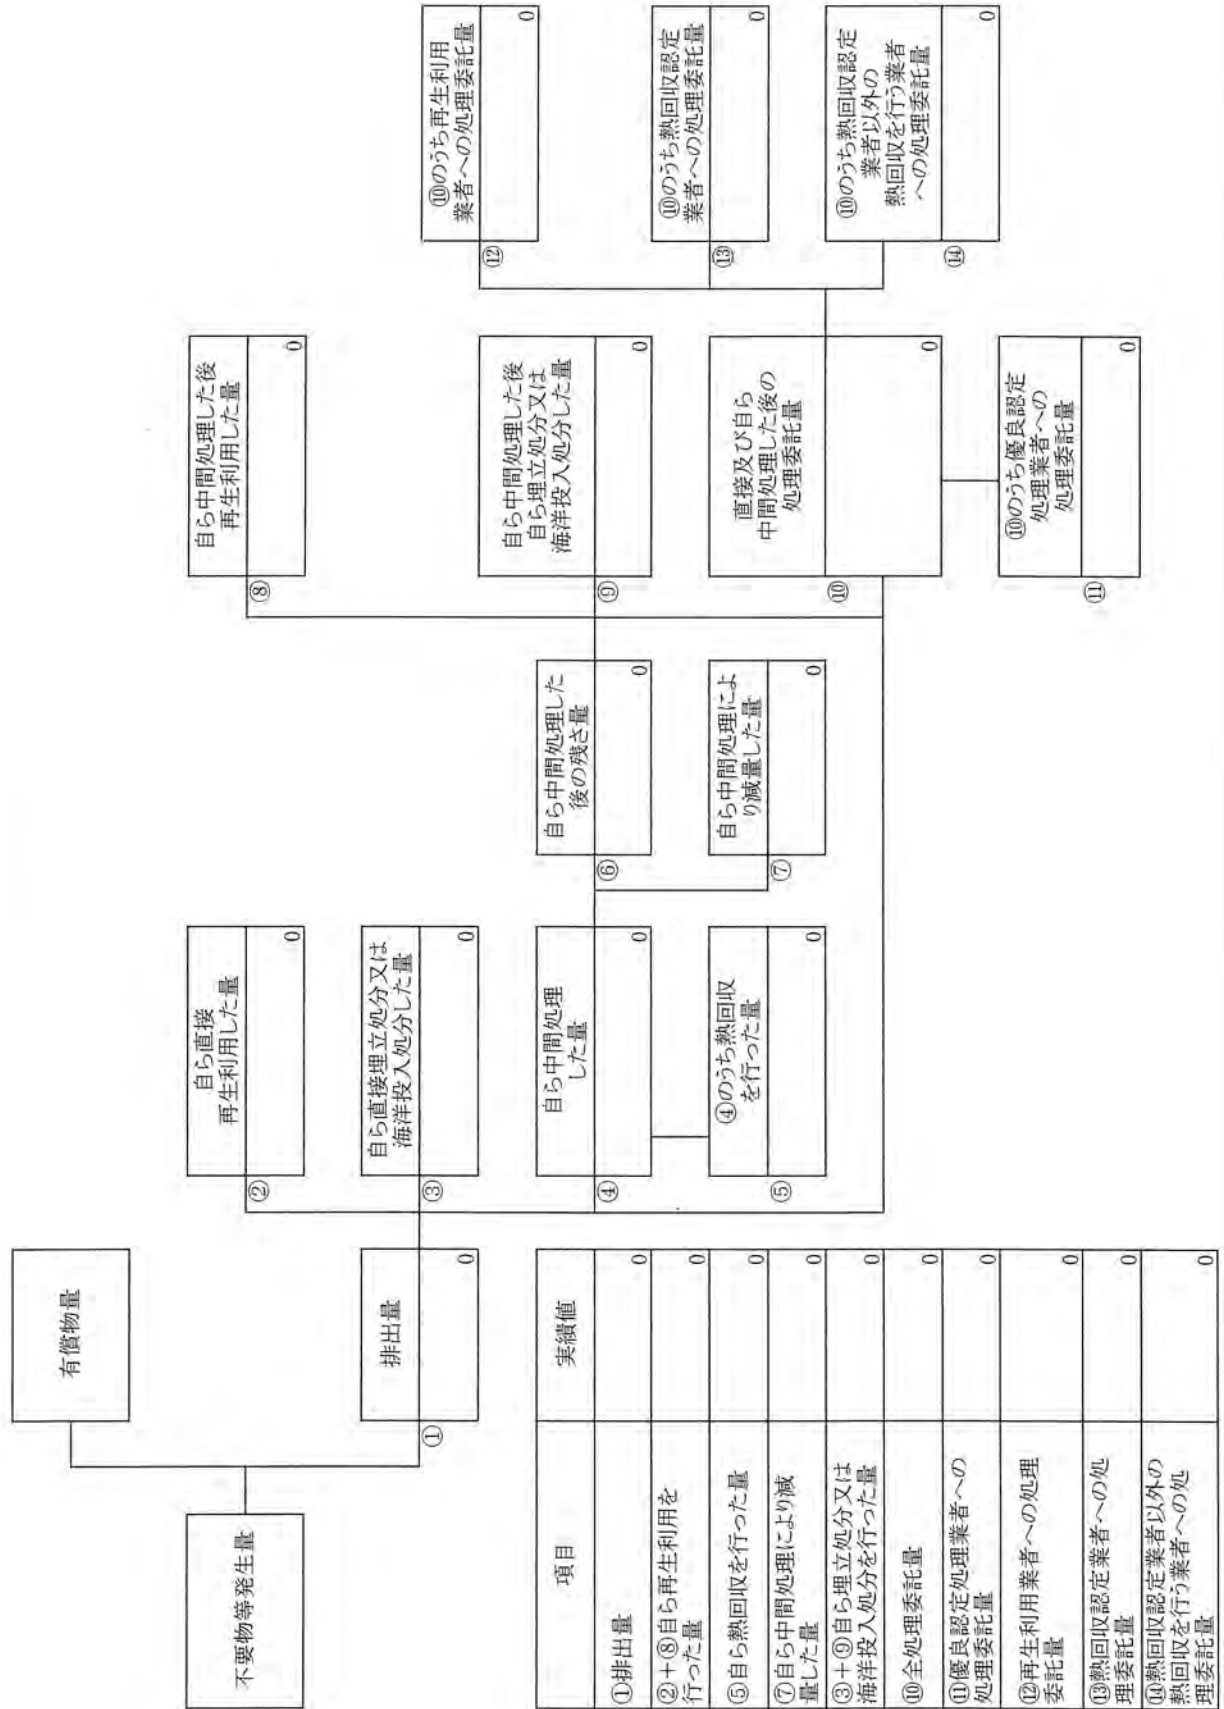 不要物等発生量
有償物量
①
排出量
0
②
自ら直接
再生利用した量
0
③
自ら直接埋立処分又は
海洋投入処分した量
0
④
自ら中間処理
した量
0
⑤
④のうち熱回収
を行った量
0
⑥
自ら中間処理した
後の残さ量
0
⑦
自ら中間処理によ
り減量した量
0
⑧
自ら中間処理した後
再生利用した量
0
⑨
自ら中間処理した後
自ら埋立処分又は
海洋投入処分した量
0
⑩
直接及び自ら
中間処理した後の
処理委託量
0
⑪
⑩のうち優良認定
処理業者への
処理委託量
0
⑫
⑩のうち再生利用
業者への処理委託量
0
⑬
⑩のうち熱回収認定
業者への処理委託量
0
⑭
⑩のうち熱回収認定
業者以外の
熱回収を行う業者
への処理委託量
0
項目 実績値
①排出量 0
②+⑧自ら再生利用を
行った量 0
⑤自ら熱回収を行った量 0
⑦自ら中間処理により減
量した量 0
③+⑨自ら埋立処分又は
海洋投入処分を行った量 0
⑩全処理委託量 0
⑪優良認定処理業者への
処理委託量 0
⑫再生利用業者への処理
委託量 0
⑬熱回収認定業者への処
理委託量 0
⑭熱回収認定業者以外の
熱回収を行う業者への処
理委託量 0